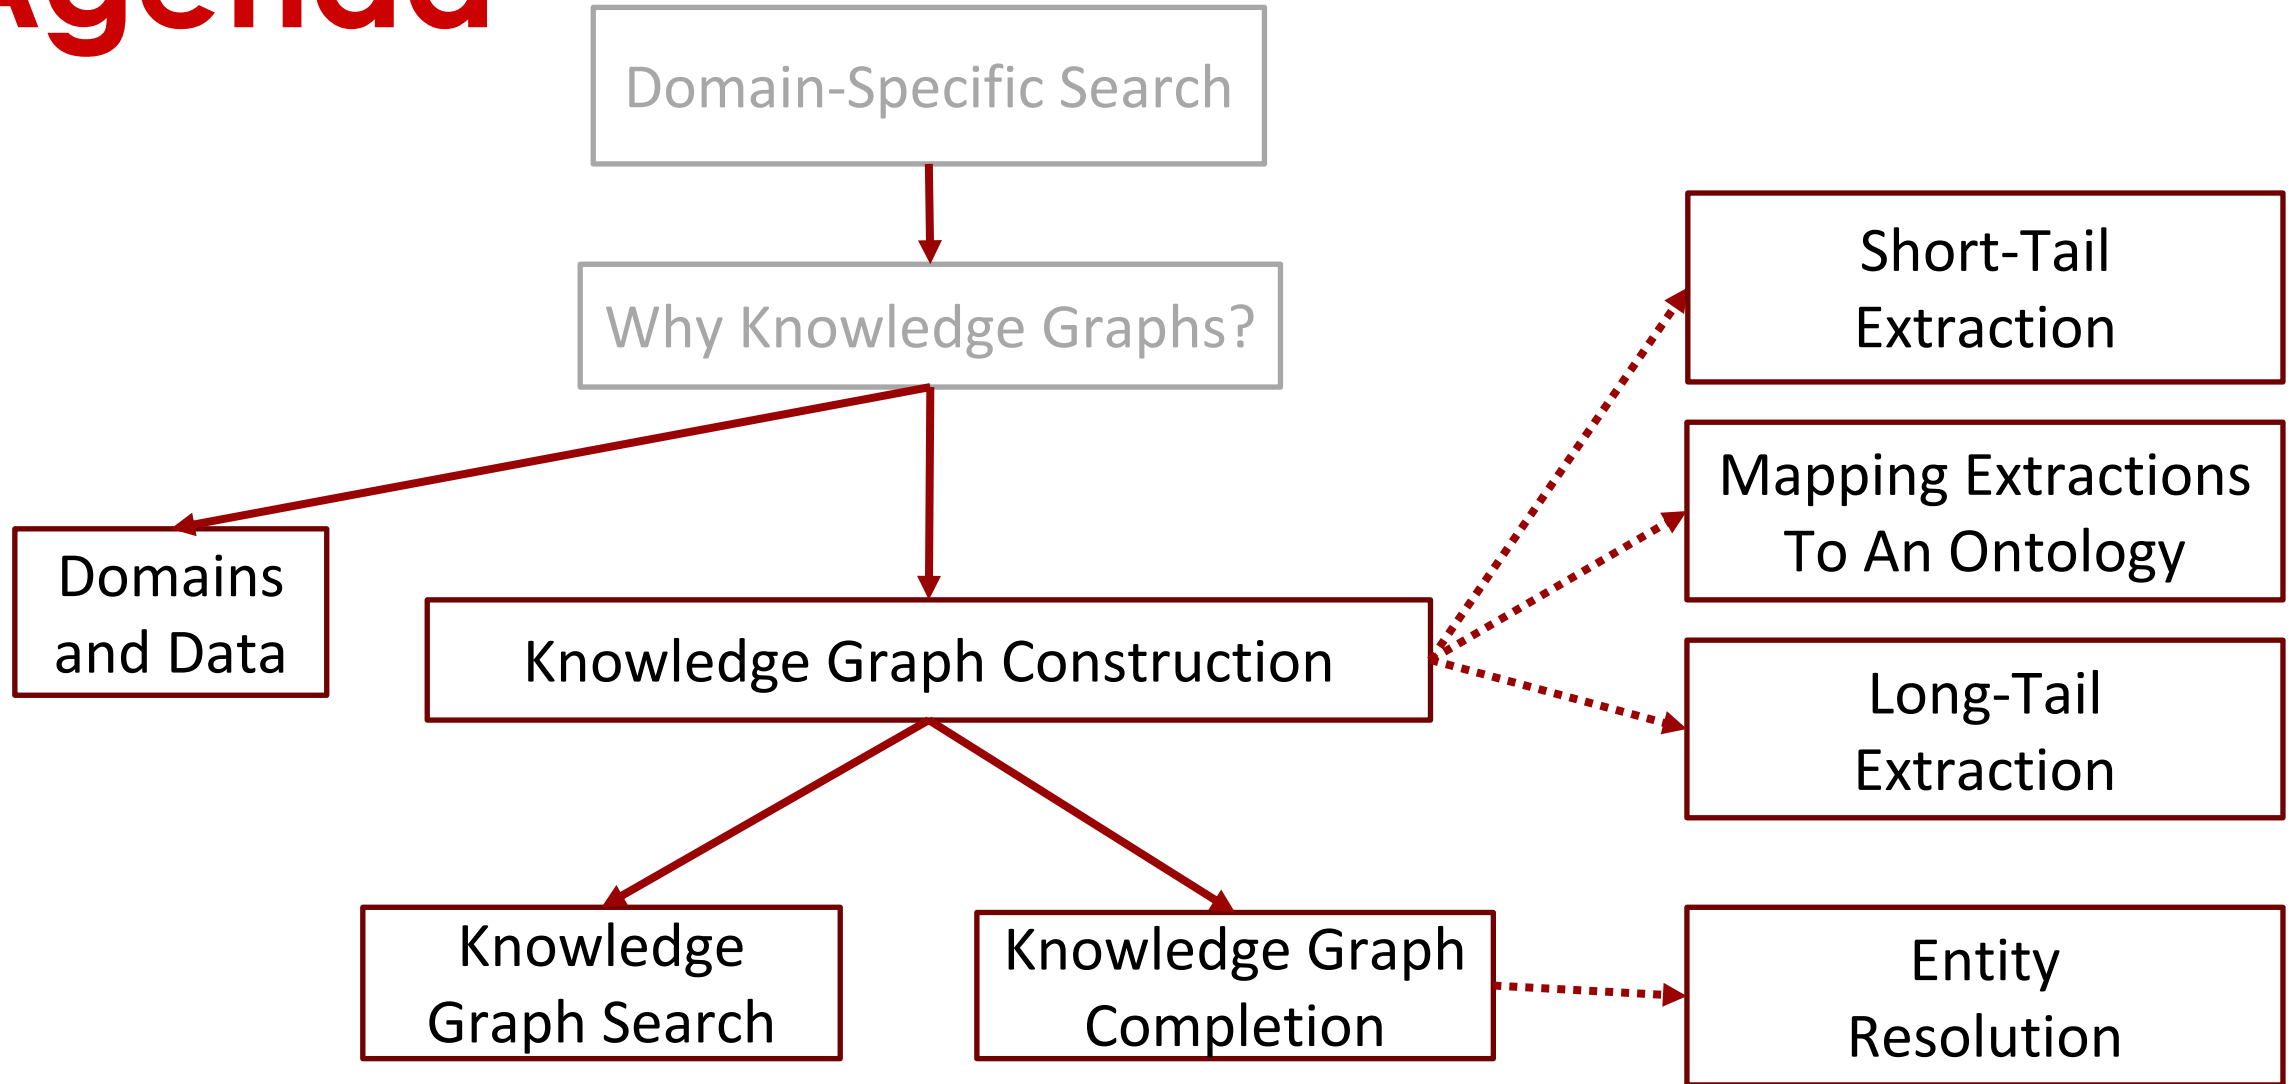 Agenda
Domain-Specific Search
Why Knowledge Graphs?
Domains
and Data
Knowledge Graph Construction
Knowledge
Graph Search
Knowledge Graph
Completion
Short-Tail
Extraction
Mapping Extractions
To An Ontology
Long-Tail
Extraction
Entity
Resolution